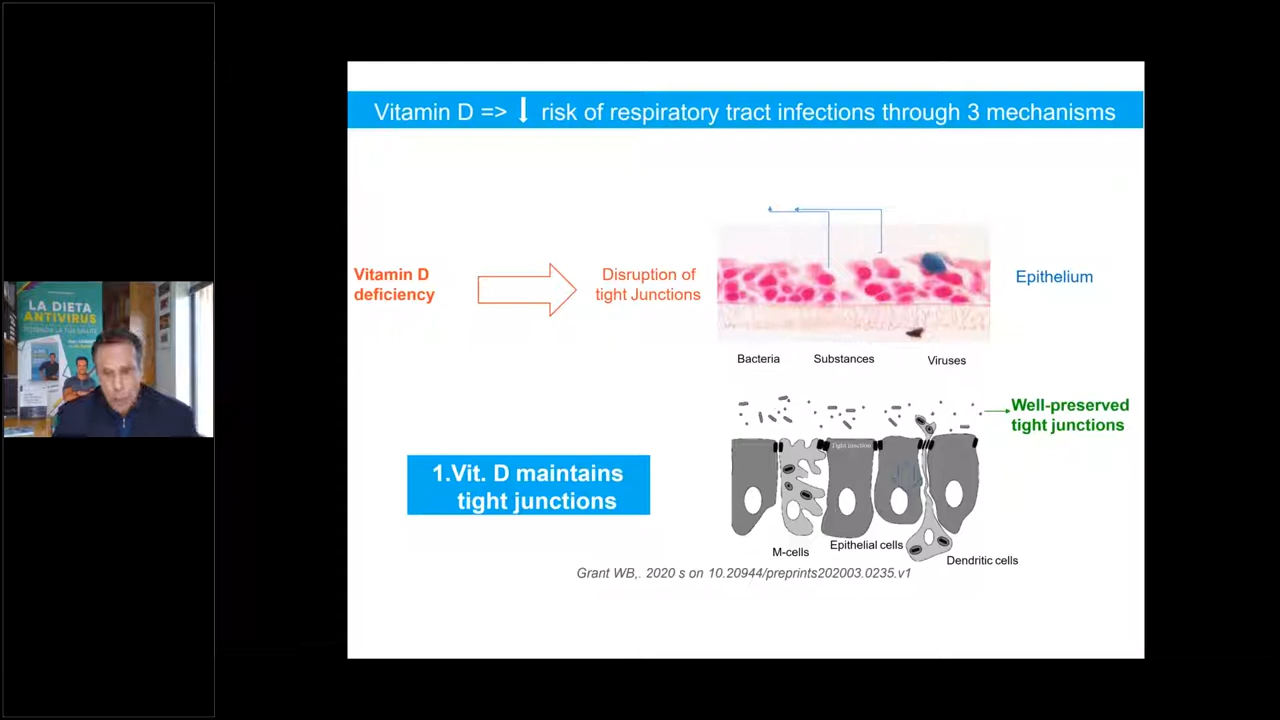 Vitamin D => ↓ risk of respiratory tract infections through 3 mechanisms
LA DIETA
ANTIVIRUS
Vitamin D
deficiency
Disruption of
tight Junctions
Epithelium
Bacteria
Substances
Viruses
Well-preserved
tight junctions
Tight junction
1.Vit. D maintains
tight junctions
M-cells
Epithelial cells
Dendritic cells
Grant WB,. 2020 s on 10.20944/preprints202003.0235.v1